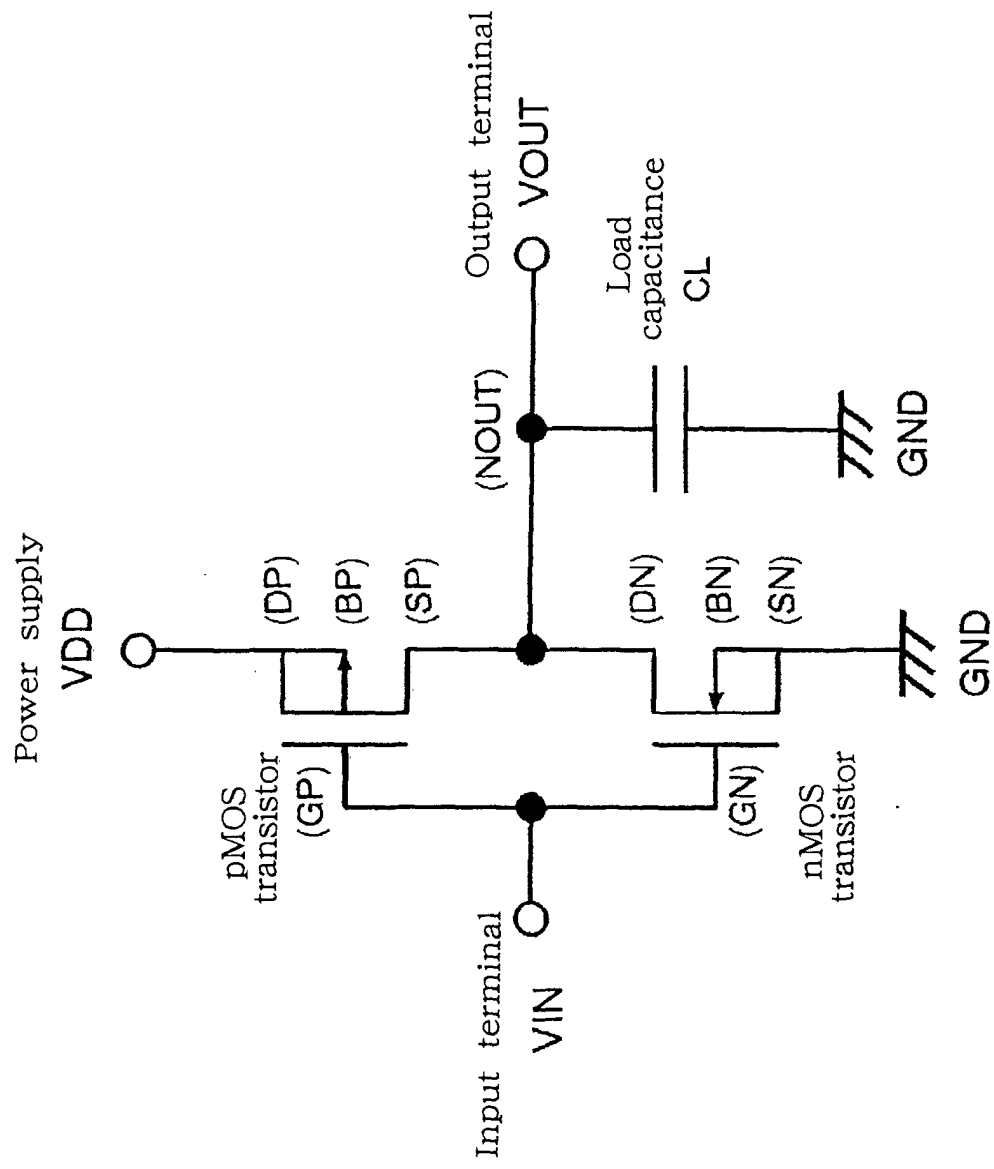 Power supply
VDD
pMOS
transistor
(GP)
(DP)
(BP)
(SP)
Input terminal
VIN
(NOUT)
Output terminal
VOUT
Load
capacitance
CL
(DN)
(BN)
(SN)
(GN)
nMOS
transistor
GND
GND